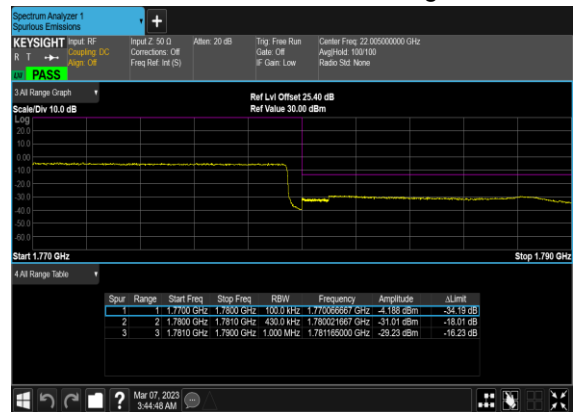 Spectrum Analyzer 1
Spurious Emissions
KEYSIGHT Input: RF Input Z: 50 Ω Atten: 20 dB Trig: Free Run Center Freq: 22.005000000 GHz
R T Coupling: DC Corrections: Off Gate: Off Avg|Hold: 100/100
Align: Off Freq Ref: Int (S) IF Gain: Low Radio Std: None
LW PASS
3 All Range Graph
Ref Lvl Offset 25.40 dB
Scale/Div 10.0 dB Ref Value 30.00 dBm
Log
20.0
10.0
0.00
-10.0
-20.0
-30.0
-40.0
-50.0
-60.0
Start 1.770 GHz Stop 1.790 GHz
4 All Range Table
Spur Range Start Freq Stop Freq RBW Frequency Amplitude ΔLimit
1 1 1.7700 GHz 1.7800 GHz 100.0 kHz 1.770066667 GHz -4.188 dBm -34.19 dB
2 2 1.7800 GHz 1.7810 GHz 430.0 kHz 1.780021667 GHz -31.01 dBm -18.01 dB
3 3 1.7810 GHz 1.7900 GHz 1.000 MHz 1.781165000 GHz -29.23 dBm -16.23 dB
Mar 07, 2023
3:44:48 AM